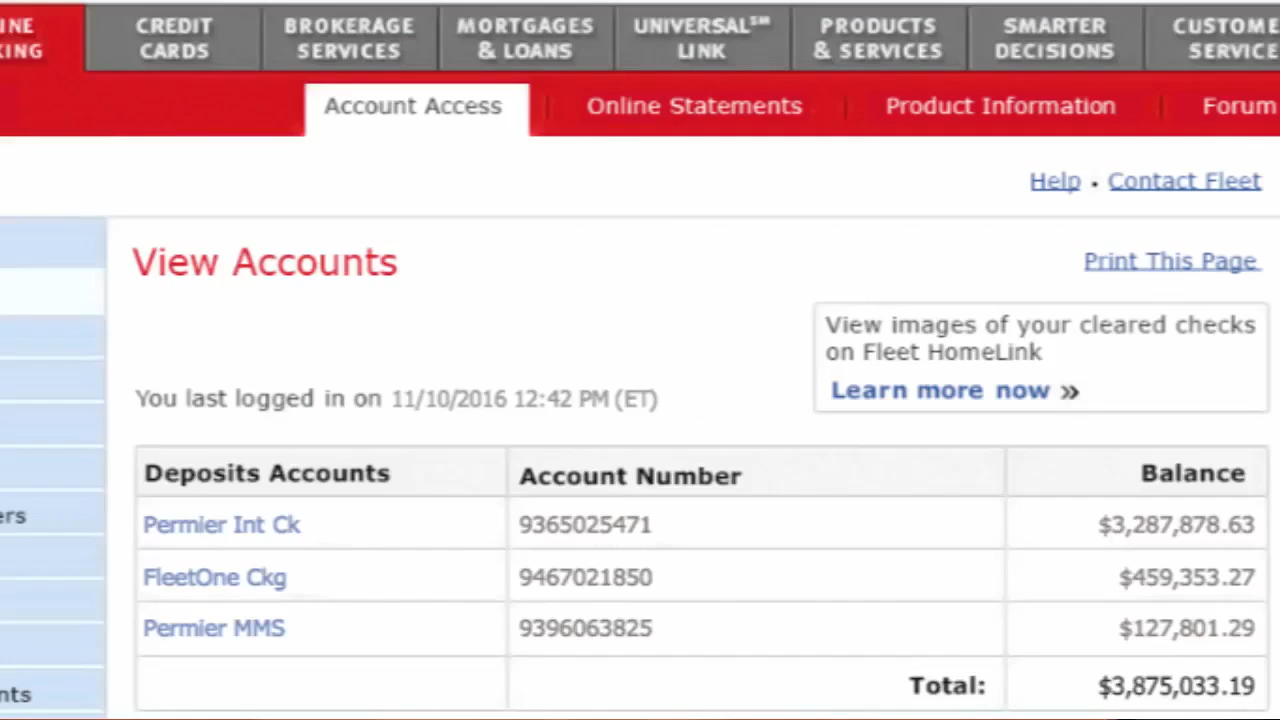 INE CREDIT BROKERAGE MORTGAGES UNIVERSAL℠ PRODUCTS SMARTER CUSTOME
KING CARDS SERVICES & LOANS LINK & SERVICES DECISIONS SERVICE
Account Access Online Statements Product Information Forum
Help • Contact Fleet
View Accounts Print This Page
View images of your cleared checks
on Fleet HomeLink
Learn more now »
You last logged in on 11/10/2016 12:42 PM (ET)
Deposits Accounts Account Number Balance
ers Permier Int Ck 9365025471 $3,287,878.63
FleetOne Ckg 9467021850 $459,353.27
Permier MMS 9396063825 $127,801.29
nts Total: $3,875,033.19